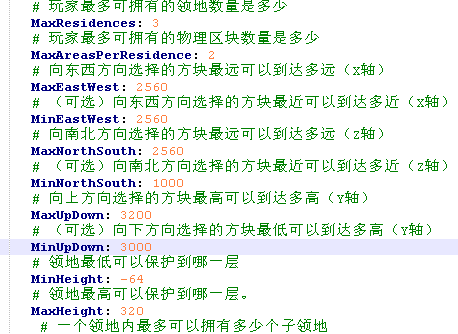 # 玩家最多可拥有的领地数量是多少
MaxResidences: 3
# 玩家最多可拥有的物理区块数量是多少
MaxAreasPerResidence: 2
# 向东西方向选择的方块最远可以到达多远（x轴）
MaxEastWest: 2560
# （可选）向东西方向选择的方块最近可以到达多近（x轴）
MinEastWest: 2560
# 向南北方向选择的方块最远可以到达多远（z轴）
MaxNorthSouth: 2560
# （可选）向南北方向选择的方块最近可以到达多近（z轴）
MinNorthSouth: 1000
# 向上方向选择的方块最高可以到达多高（Y轴）
MaxUpDown: 3200
# （可选）向下方向选择的方块最低可以到达多高（Y轴）
MinUpDown: 3000
# 领地最低可以保护到哪一层
MinHeight: -64
# 领地最高可以保护到哪一层。
MaxHeight: 320
# 一个领地内最多可以拥有多少个子领地